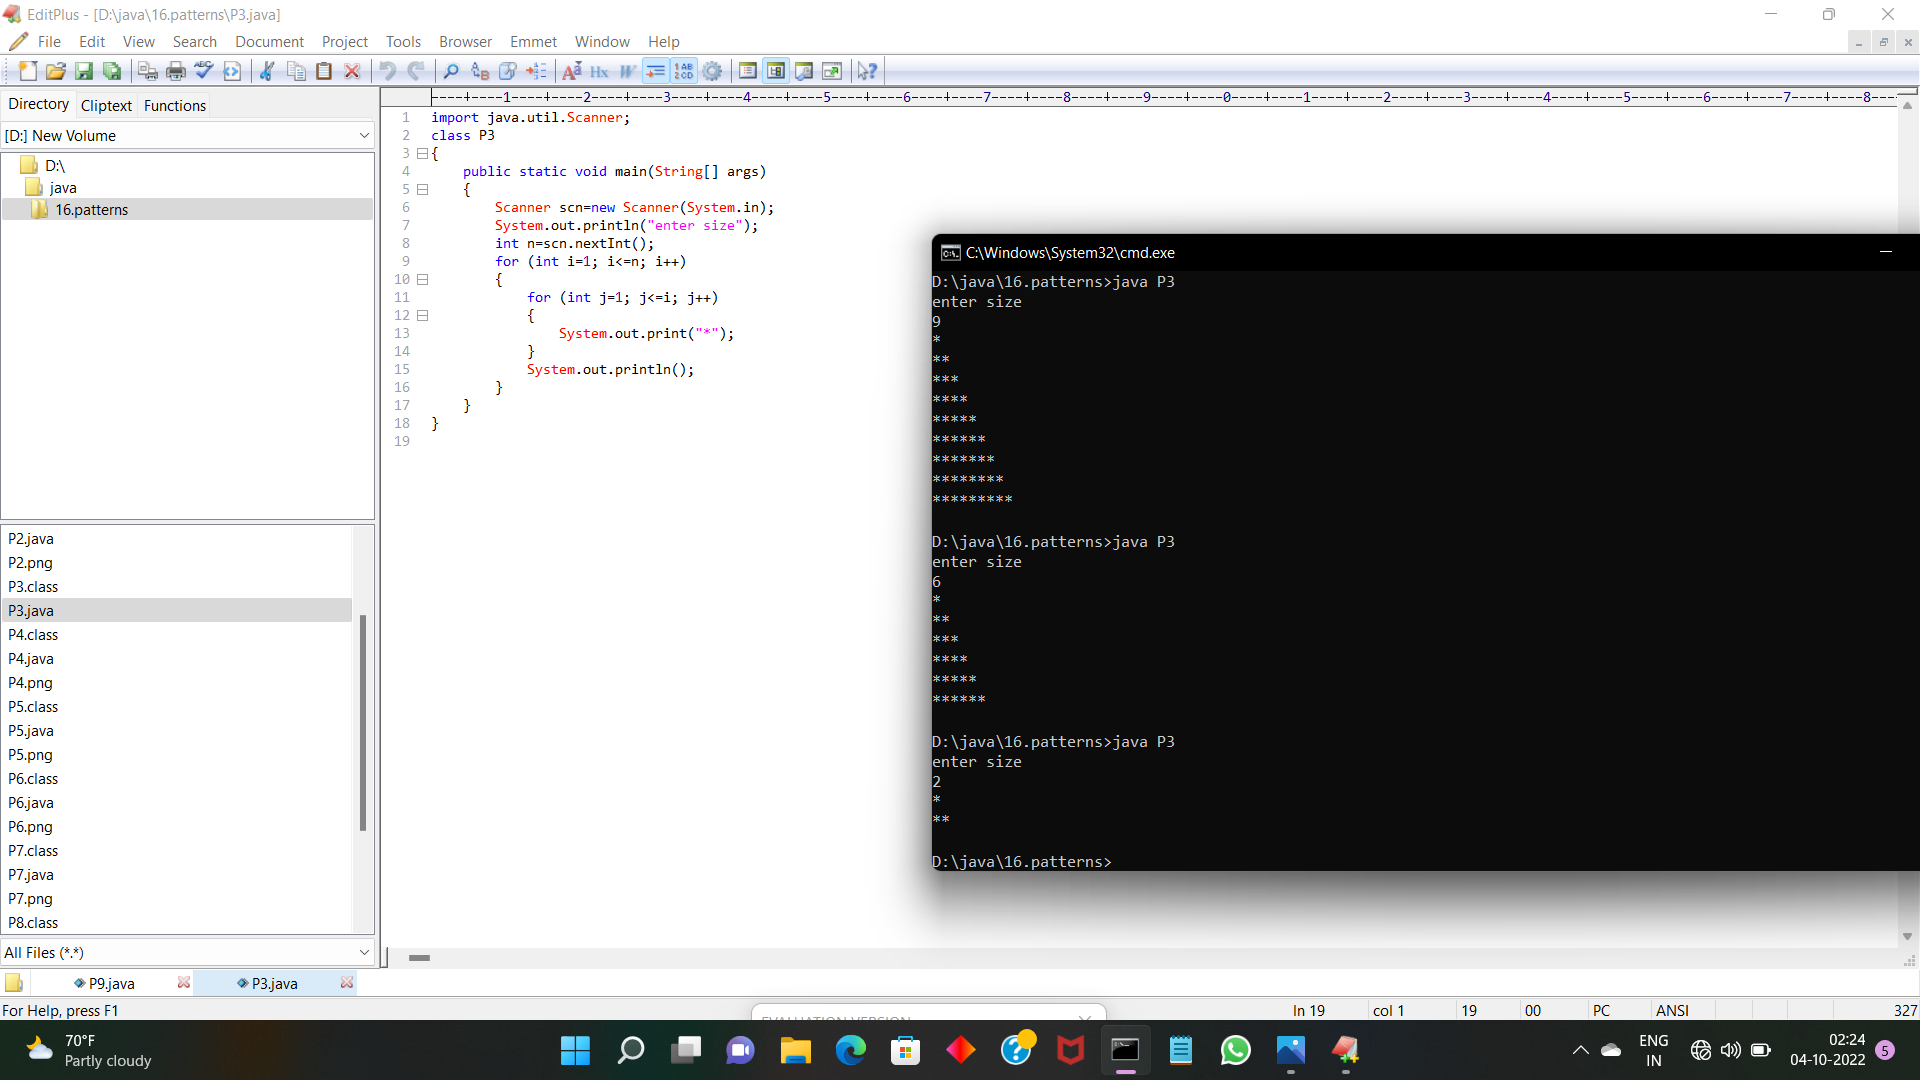 EditPlus - [D:\java\16.patterns\P3.java]
File Edit View Search Document Project Tools Browser Emmet Window Help
Directory Cliptext Functions
[D:] New Volume
D:\
java
16.patterns
P2.java
P2.png
P3.class
P3.java
P4.class
P4.java
P4.png
P5.class
P5.java
P5.png
P6.class
P6.java
P6.png
P7.class
P7.java
P7.png
P8.class
All Files (*.*)
----+----1----+----2----+----3----+----4----+----5----+----6----+----7----+----8----+----9----+----0----+----1----+----2----+----3----+----4----+----5----+----6----+----7----+----8----
1 import java.util.Scanner;
2 class P3
3 {
4 public static void main(String[] args)
5 {
6 Scanner scn=new Scanner(System.in);
7 System.out.println("enter size");
8 int n=scn.nextInt();
9 for (int i=1; i<=n; i++)
10 {
11 for (int j=1; j<=i; j++)
12 {
13 System.out.print("*");
14 }
15 System.out.println();
16 }
17 }
18 }
19
C:\Windows\System32\cmd.exe
D:\java\16.patterns>java P3
enter size
9
*
**
***
****
*****
******
*******
********
*********
D:\java\16.patterns>java P3
enter size
6
*
**
***
****
*****
******
D:\java\16.patterns>java P3
enter size
2
*
**
D:\java\16.patterns>
P9.java P3.java
For Help, press F1
EVALUATION VERSION
ln 19 col 1 19 00 PC ANSI 327
70°F
Partly cloudy
ENG
IN
02:24
04-10-2022
5